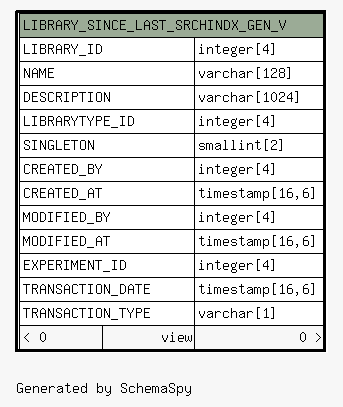 LIBRARY_SINCE_LAST_SRCHINDX_GEN_V
LIBRARY_ID integer[4]
NAME varchar[128]
DESCRIPTION varchar[1024]
LIBRARYTYPE_ID integer[4]
SINGLETON smallint[2]
CREATED_BY integer[4]
CREATED_AT timestamp[16,6]
MODIFIED_BY integer[4]
MODIFIED_AT timestamp[16,6]
EXPERIMENT_ID integer[4]
TRANSACTION_DATE timestamp[16,6]
TRANSACTION_TYPE varchar[1]
< 0 view 0 >
Generated by SchemaSpy